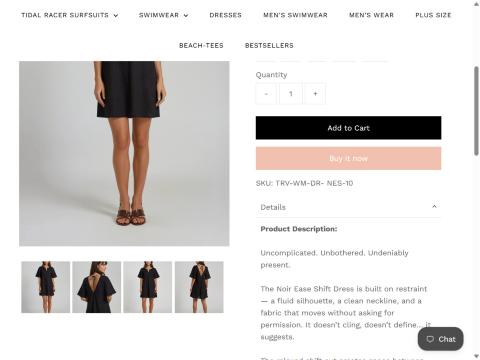 TIDAL RACER SURFSUITS SWIMWEAR DRESSES MEN'S SWIMWEAR MEN'S WEAR PLUS SIZE
BEACH-TEES BESTSELLERS
Quantity
- 1 +
Add to Cart
Buy it now
SKU: TRV-WM-DR- NES-10
Details
Product Description:
Uncomplicated. Unbothered. Undeniably
present.
The Noir Ease Shift Dress is built on restraint
— a fluid silhouette, a clean neckline, and a
fabric that moves without asking for
permission. It doesn't cling, doesn't define... it
suggests.
Chat